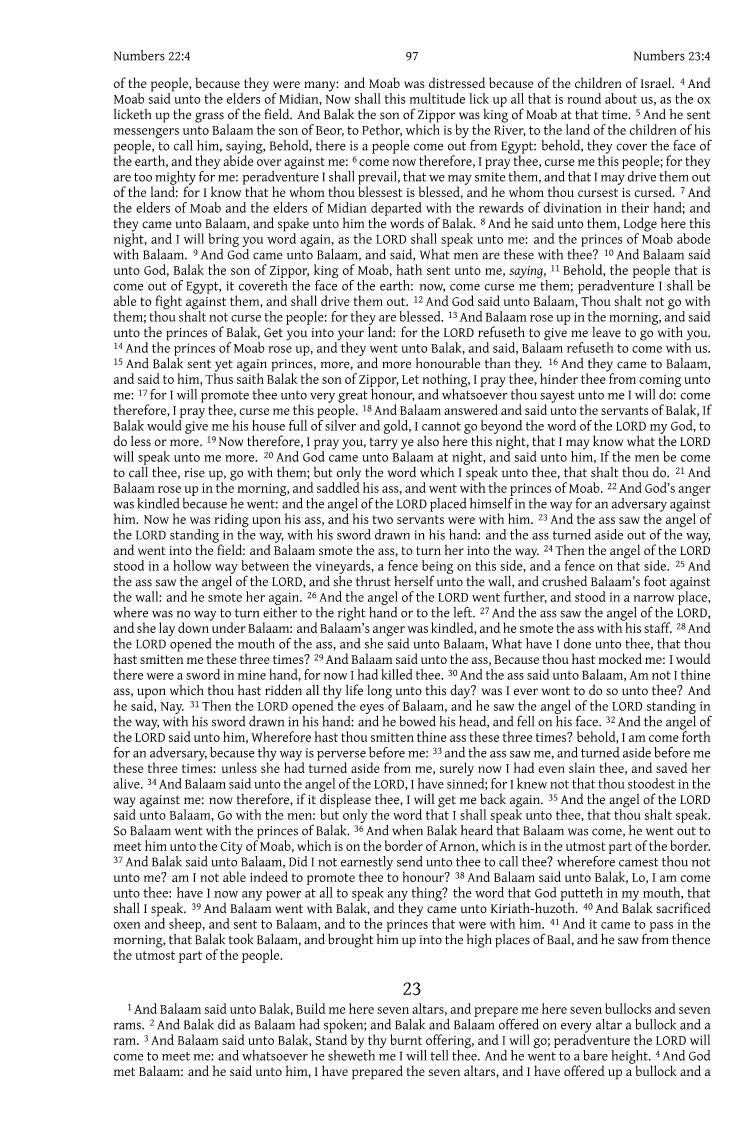 Numbers 22:4 97 Numbers 23:4
of the people, because they were many: and Moab was distressed because of the children of Israel. 4 And
Moab said unto the elders of Midian, Now shall this multitude lick up all that is round about us, as the ox
licketh up the grass of the field. And Balak the son of Zippor was king of Moab at that time. 5 And he sent
messengers unto Balaam the son of Beor, to Pethor, which is by the River, to the land of the children of his
people, to call him, saying, Behold, there is a people come out from Egypt: behold, they cover the face of
the earth, and they abide over against me: 6 come now therefore, I pray thee, curse me this people; for they
are too mighty for me: peradventure I shall prevail, that we may smite them, and that I may drive them out
of the land: for I know that he whom thou blessest is blessed, and he whom thou cursest is cursed. 7 And
the elders of Moab and the elders of Midian departed with the rewards of divination in their hand; and
they came unto Balaam, and spake unto him the words of Balak. 8 And he said unto them, Lodge here this
night, and I will bring you word again, as the LORD shall speak unto me: and the princes of Moab abode
with Balaam. 9 And God came unto Balaam, and said, What men are these with thee? 10 And Balaam said
unto God, Balak the son of Zippor, king of Moab, hath sent unto me, saying, 11 Behold, the people that is
come out of Egypt, it covereth the face of the earth: now, come curse me them; peradventure I shall be
able to fight against them, and shall drive them out. 12 And God said unto Balaam, Thou shalt not go with
them; thou shalt not curse the people: for they are blessed. 13 And Balaam rose up in the morning, and said
unto the princes of Balak, Get you into your land: for the LORD refuseth to give me leave to go with you.
14 And the princes of Moab rose up, and they went unto Balak, and said, Balaam refuseth to come with us.
15 And Balak sent yet again princes, more, and more honourable than they. 16 And they came to Balaam,
and said to him, Thus saith Balak the son of Zippor, Let nothing, I pray thee, hinder thee from coming unto
me: 17 for I will promote thee unto very great honour, and whatsoever thou sayest unto me I will do: come
therefore, I pray thee, curse me this people. 18 And Balaam answered and said unto the servants of Balak, If
Balak would give me his house full of silver and gold, I cannot go beyond the word of the LORD my God, to
do less or more. 19 Now therefore, I pray you, tarry ye also here this night, that I may know what the LORD
will speak unto me more. 20 And God came unto Balaam at night, and said unto him, If the men be come
to call thee, rise up, go with them; but only the word which I speak unto thee, that shalt thou do. 21 And
Balaam rose up in the morning, and saddled his ass, and went with the princes of Moab. 22 And God's anger
was kindled because he went: and the angel of the LORD placed himself in the way for an adversary against
him. Now he was riding upon his ass, and his two servants were with him. 23 And the ass saw the angel of
the LORD standing in the way, with his sword drawn in his hand: and the ass turned aside out of the way,
and went into the field: and Balaam smote the ass, to turn her into the way. 24 Then the angel of the LORD
stood in a hollow way between the vineyards, a fence being on this side, and a fence on that side. 25 And
the ass saw the angel of the LORD, and she thrust herself unto the wall, and crushed Balaam's foot against
the wall: and he smote her again. 26 And the angel of the LORD went further, and stood in a narrow place,
where was no way to turn either to the right hand or to the left. 27 And the ass saw the angel of the LORD,
and she lay down under Balaam: and Balaam's anger was kindled, and he smote the ass with his staff. 28 And
the LORD opened the mouth of the ass, and she said unto Balaam, What have I done unto thee, that thou
hast smitten me these three times? 29 And Balaam said unto the ass, Because thou hast mocked me: I would
there were a sword in mine hand, for now I had killed thee. 30 And the ass said unto Balaam, Am not I thine
ass, upon which thou hast ridden all thy life long unto this day? was I ever wont to do so unto thee? And
he said, Nay. 31 Then the LORD opened the eyes of Balaam, and he saw the angel of the LORD standing in
the way, with his sword drawn in his hand: and he bowed his head, and fell on his face. 32 And the angel of
the LORD said unto him, Wherefore hast thou smitten thine ass these three times? behold, I am come forth
for an adversary, because thy way is perverse before me: 33 and the ass saw me, and turned aside before me
these three times: unless she had turned aside from me, surely now I had even slain thee, and saved her
alive. 34 And Balaam said unto the angel of the LORD, I have sinned; for I knew not that thou stoodest in the
way against me: now therefore, if it displease thee, I will get me back again. 35 And the angel of the LORD
said unto Balaam, Go with the men: but only the word that I shall speak unto thee, that thou shalt speak.
So Balaam went with the princes of Balak. 36 And when Balak heard that Balaam was come, he went out to
meet him unto the City of Moab, which is on the border of Arnon, which is in the utmost part of the border.
37 And Balak said unto Balaam, Did I not earnestly send unto thee to call thee? wherefore camest thou not
unto me? am I not able indeed to promote thee to honour? 38 And Balaam said unto Balak, Lo, I am come
unto thee: have I now any power at all to speak any thing? the word that God putteth in my mouth, that
shall I speak. 39 And Balaam went with Balak, and they came unto Kiriath-huzoth. 40 And Balak sacrificed
oxen and sheep, and sent to Balaam, and to the princes that were with him. 41 And it came to pass in the
morning, that Balak took Balaam, and brought him up into the high places of Baal, and he saw from thence
the utmost part of the people.
23
1 And Balaam said unto Balak, Build me here seven altars, and prepare me here seven bullocks and seven
rams. 2 And Balak did as Balaam had spoken; and Balak and Balaam offered on every altar a bullock and a
ram. 3 And Balaam said unto Balak, Stand by thy burnt offering, and I will go; peradventure the LORD will
come to meet me: and whatsoever he sheweth me I will tell thee. And he went to a bare height. 4 And God
met Balaam: and he said unto him, I have prepared the seven altars, and I have offered up a bullock and a